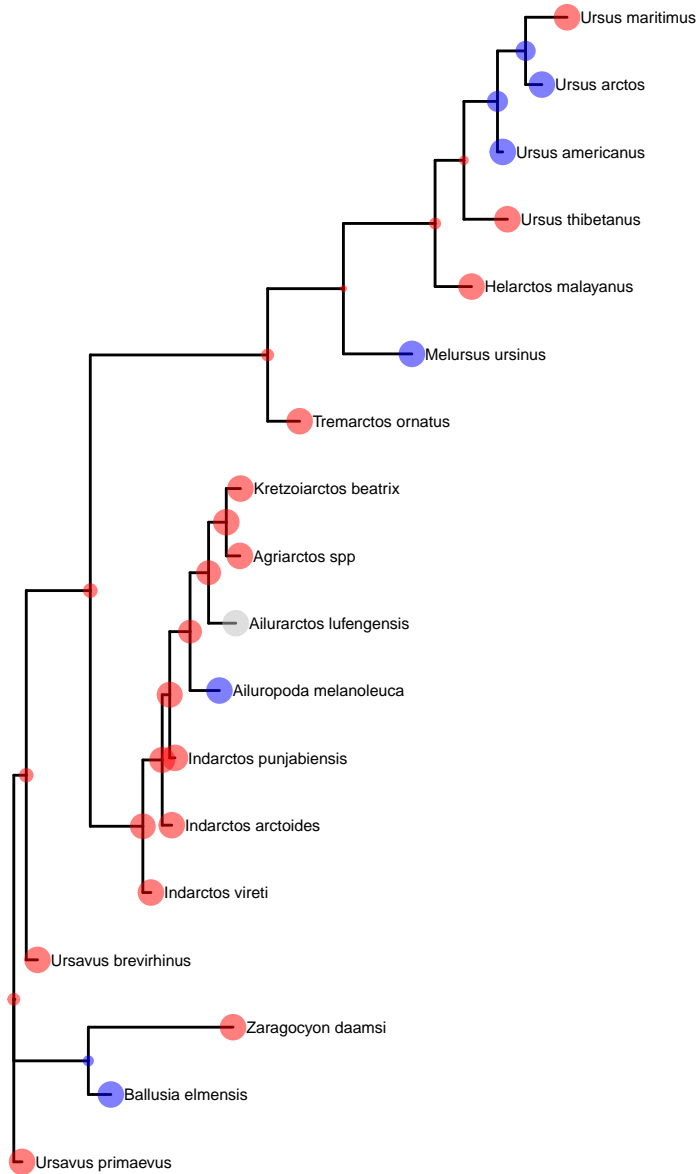 Ursus maritimus
Ursus arctos
Ursus americanus
Ursus thibetanus
Helarctos malayanus
Melursus ursinus
Tremarctos ornatus
Kretzoiarctos beatrix
Agriarctos spp
Ailurarctos lufengensis
Ailuropoda melanoleuca
Indarctos punjabiensis
Indarctos arctoides
Indarctos vireti
Ursavus brevirhinus
Zaragocyon daamsi
Ballusia elmensis
Ursavus primaevus